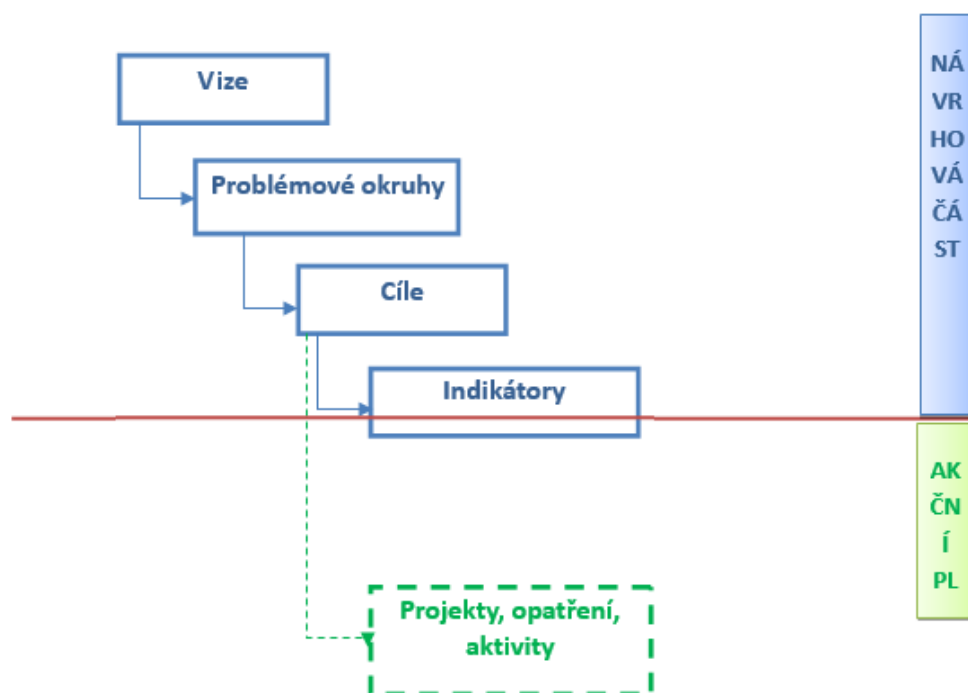 Vize
Problémové okruhy
Cíle
Indikátory
Projekty, opatření,
aktivity
NÁ
VR
HO
VÁ
ČÁ
ST
AK
ČN
Í
PL